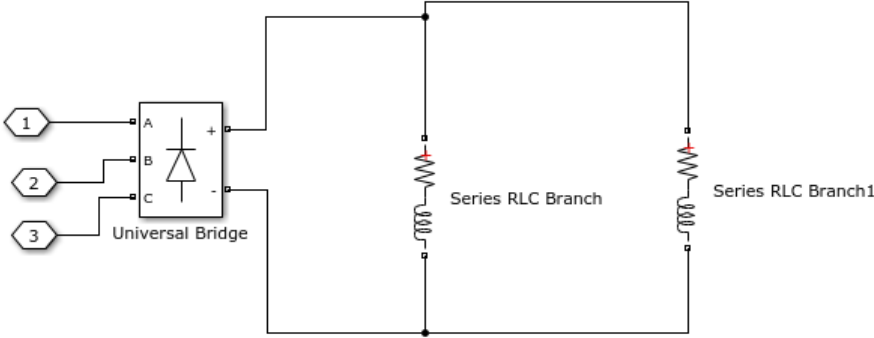 1
2
3
A
B
C
+
-
Universal Bridge
+
Series RLC Branch
+
Series RLC Branch1